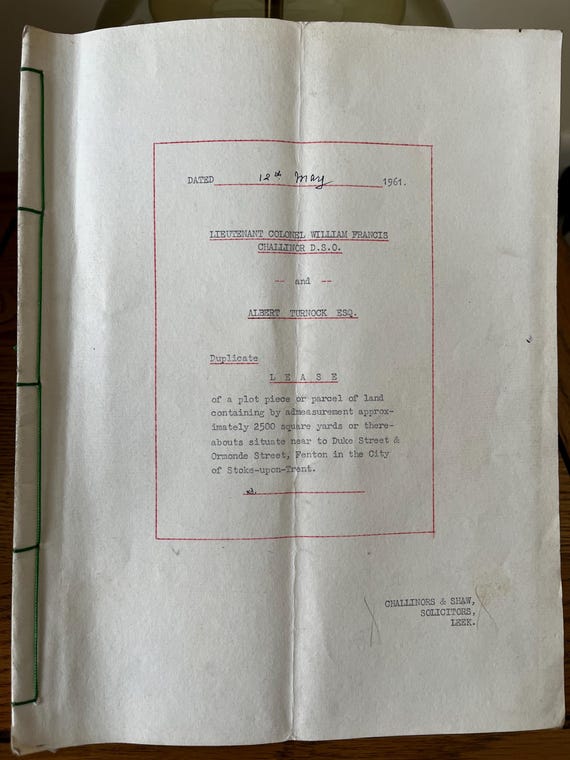 DATED 12th May 1961.
LIEUTENANT COLONEL WILLIAM FRANCIS
CHALLINOR D.S.O.
-- and --
ALBERT TURNOCK ESQ.
Duplicate
L E A S E
of a plot piece or parcel of land
containing by admeasurement approx-
imately 2500 square yards or there-
abouts situate near to Duke Street &
Ormonde Street, Fenton in the City
of Stoke-upon-Trent.
CHALLINORS & SHAW,
SOLICITORS,
LEEK.